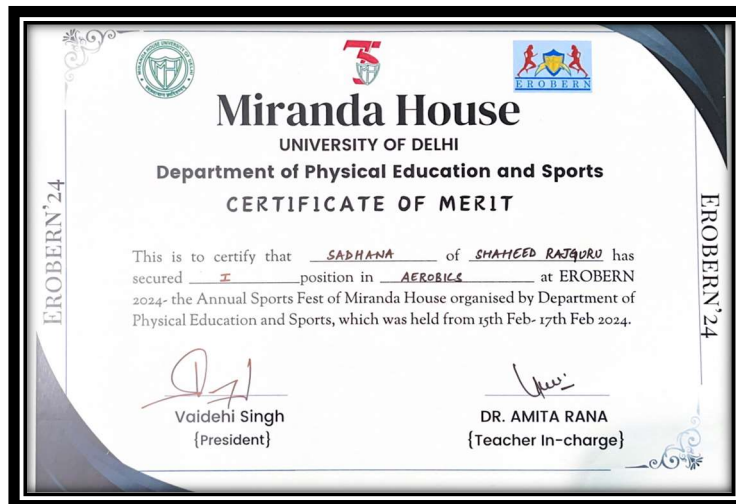 EROBERN
Miranda House
UNIVERSITY OF DELHI
Department of Physical Education and Sports
CERTIFICATE OF MERIT
This is to certify that SADHANA of SHAHEED RAJGURU has
secured I position in AEROBICS at EROBERN
2024- the Annual Sports Fest of Miranda House organised by Department of
Physical Education and Sports, which was held from 15th Feb- 17th Feb 2024.
Vaidehi Singh
{President}
DR. AMITA RANA
{Teacher In-charge}
EROBERN'24
EROBERN'24